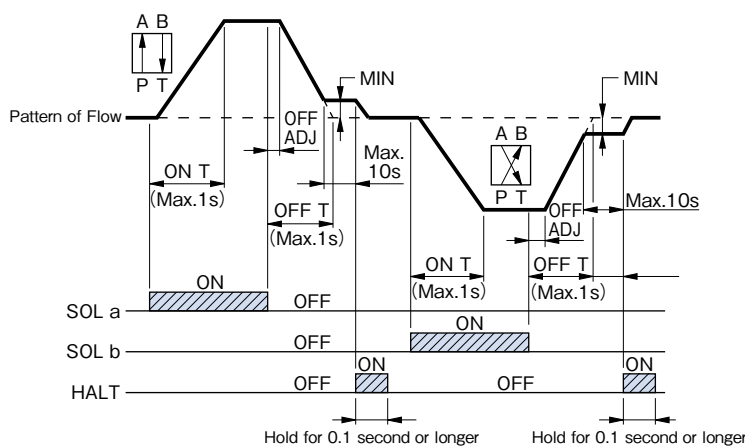 A B
P T
MIN
MIN
Pattern of Flow
OFF
ADJ
A B
P T
ON T
(Max.1s)
Max.
10s
OFF T
(Max.1s)
OFF
ADJ
Max.10s
ON T
(Max.1s)
OFF T
(Max.1s)
ON
SOL a
OFF
ON
SOL b
OFF
ON
ON
HALT
OFF
OFF
Hold for 0.1 second or longer
Hold for 0.1 second or longer